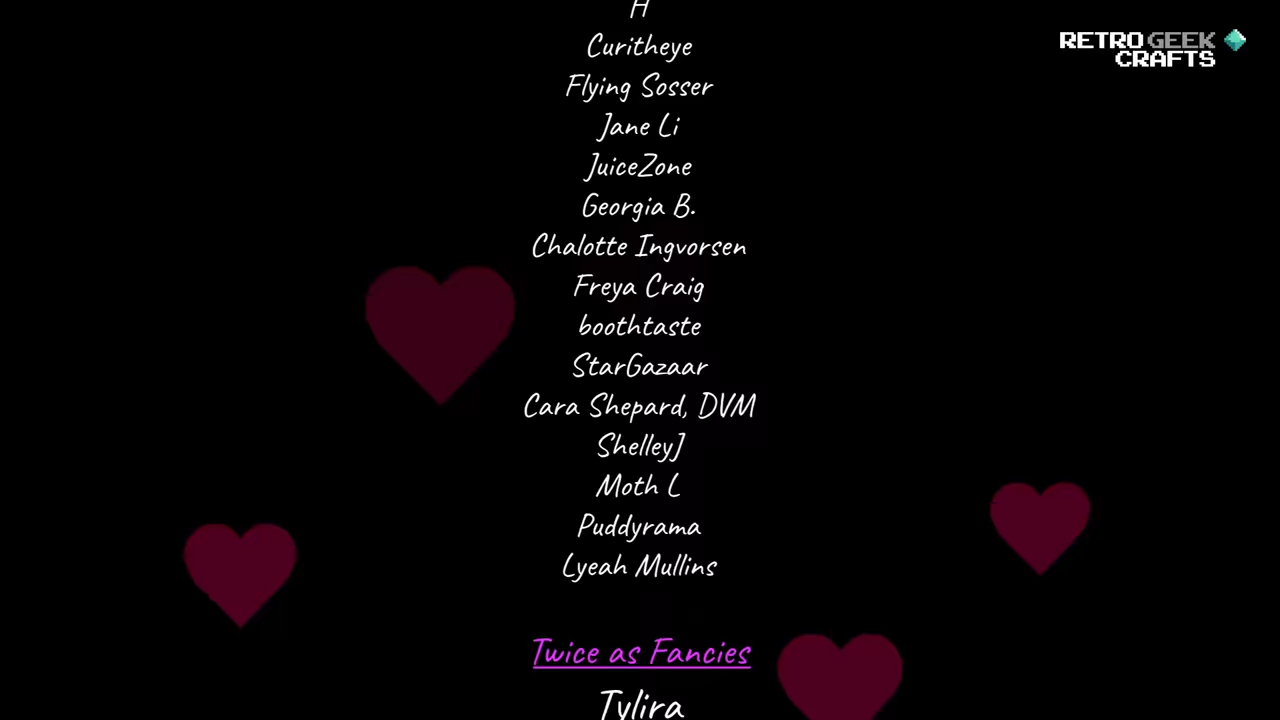 H
RETRO GEEK
CRAFTS
Curitheye
Flying Sosser
Jane Li
JuiceZone
Georgia B.
Chalotte Ingvorsen
Freya Craig
boothtaste
StarGazaar
Cara Shepard, DVM
ShelleyJ
Moth L
Puddyrama
Lyeah Mullins
Twice as Fancies
Tylira